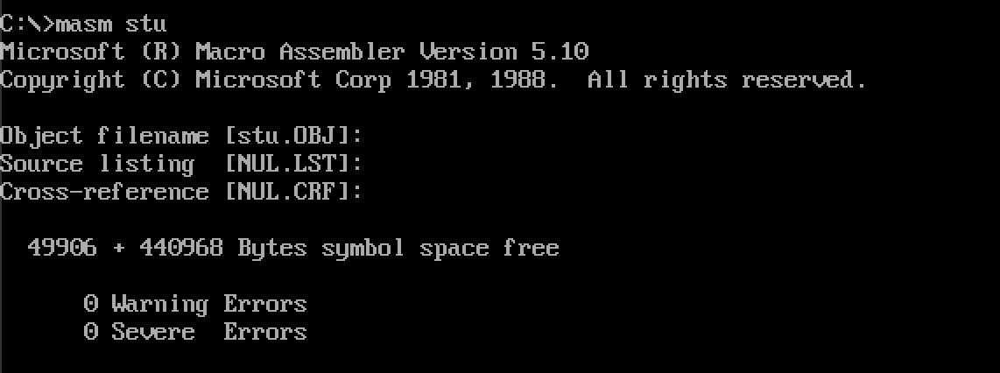 C:\>masm stu
Microsoft (R) Macro Assembler Version 5.10
Copyright (C) Microsoft Corp 1981, 1988.  All rights reserved.
Object filename [stu.OBJ]:
Source listing  [NUL.LST]:
Cross-reference [NUL.CRF]:
49906 + 440968 Bytes symbol space free
0 Warning Errors
0 Severe  Errors